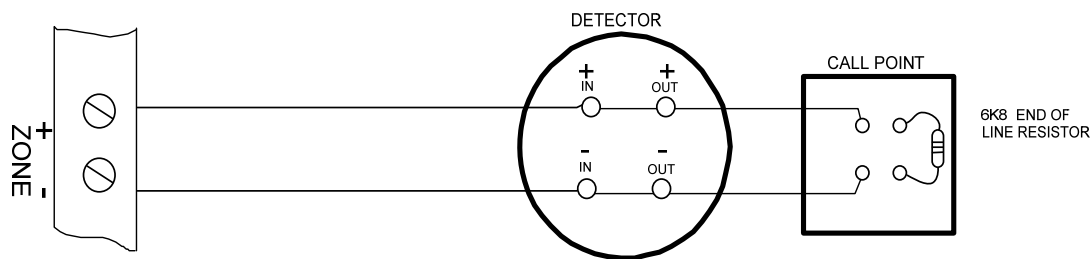 DETECTOR
CALL POINT
+ +
IN OUT
6K8 END OF
LINE RESISTOR
+
ZONE
-
- -
IN OUT